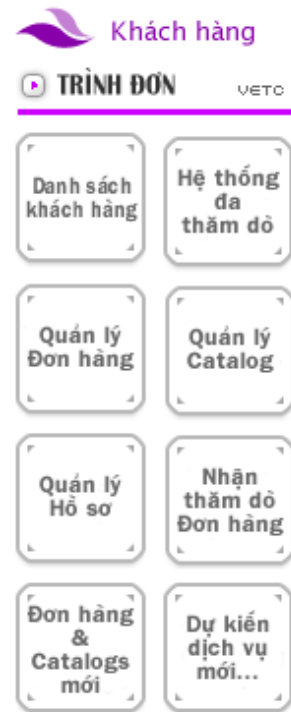 Khách hàng
TRÌNH ĐƠN VETC
Danh sách
khách hàng
Hệ thống
đa
thăm dò
Quản lý
Đơn hàng
Quản lý
Catalog
Quản lý
Hồ sơ
Nhận
thăm dò
Đơn hàng
Đơn hàng
&
Catalogs
mới
Dự kiến
dịch vụ
mới...